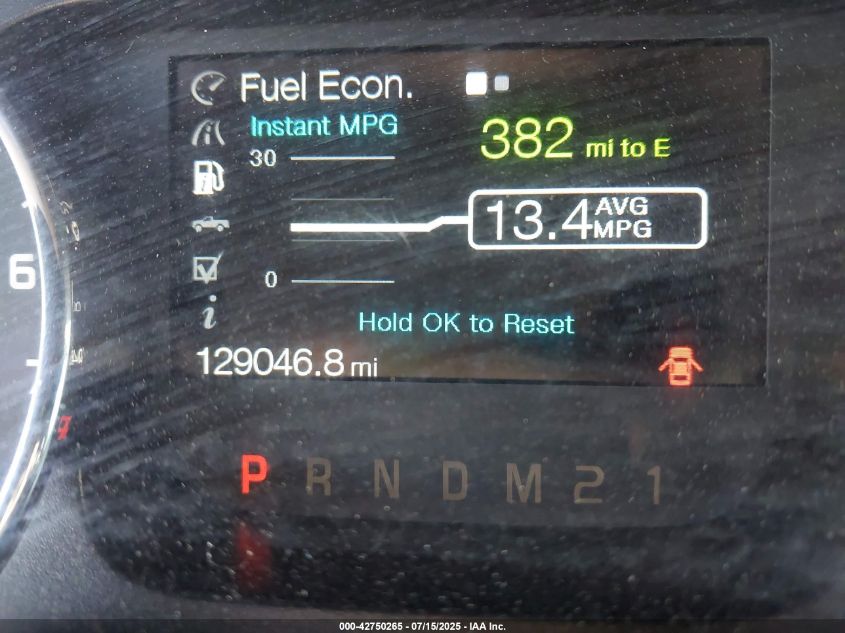 Fuel Econ.
Instant MPG
30
382 mi to E
13.4 AVG MPG
0
Hold OK to Reset
129046.8 mi
6
P R N D M 2 1
000-42750265 - 07/15/2025 - IAA Inc.